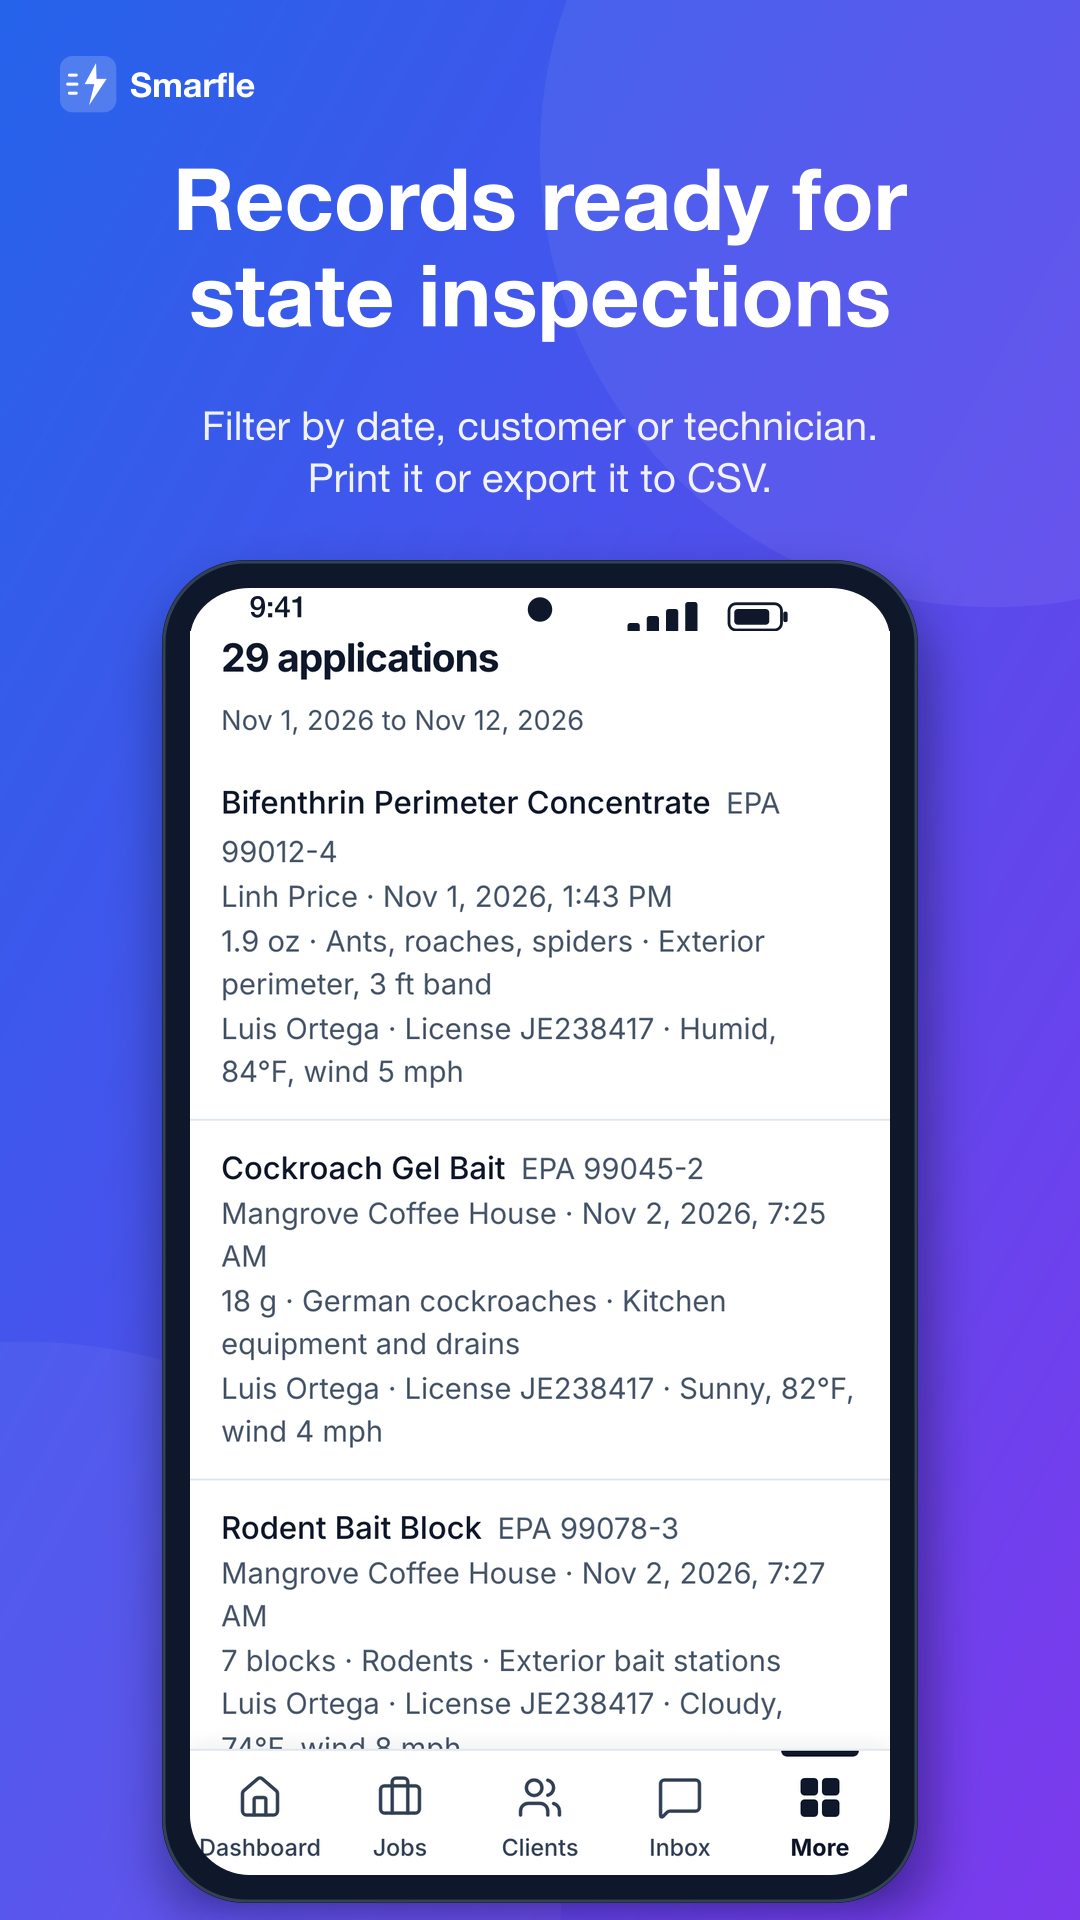 Smarfle
Records ready for
state inspections
Filter by date, customer or technician.
Print it or export it to CSV.
9:41
29 applications
Nov 1, 2026 to Nov 12, 2026
Bifenthrin Perimeter Concentrate EPA
99012-4
Linh Price · Nov 1, 2026, 1:43 PM
1.9 oz · Ants, roaches, spiders · Exterior
perimeter, 3 ft band
Luis Ortega · License JE238417 · Humid,
84°F, wind 5 mph
Cockroach Gel Bait EPA 99045-2
Mangrove Coffee House · Nov 2, 2026, 7:25
AM
18 g · German cockroaches · Kitchen
equipment and drains
Luis Ortega · License JE238417 · Sunny, 82°F,
wind 4 mph
Rodent Bait Block EPA 99078-3
Mangrove Coffee House · Nov 2, 2026, 7:27
AM
7 blocks · Rodents · Exterior bait stations
Luis Ortega · License JE238417 · Cloudy,
74°F, wind 8 mph
Dashboard
Jobs
Clients
Inbox
More